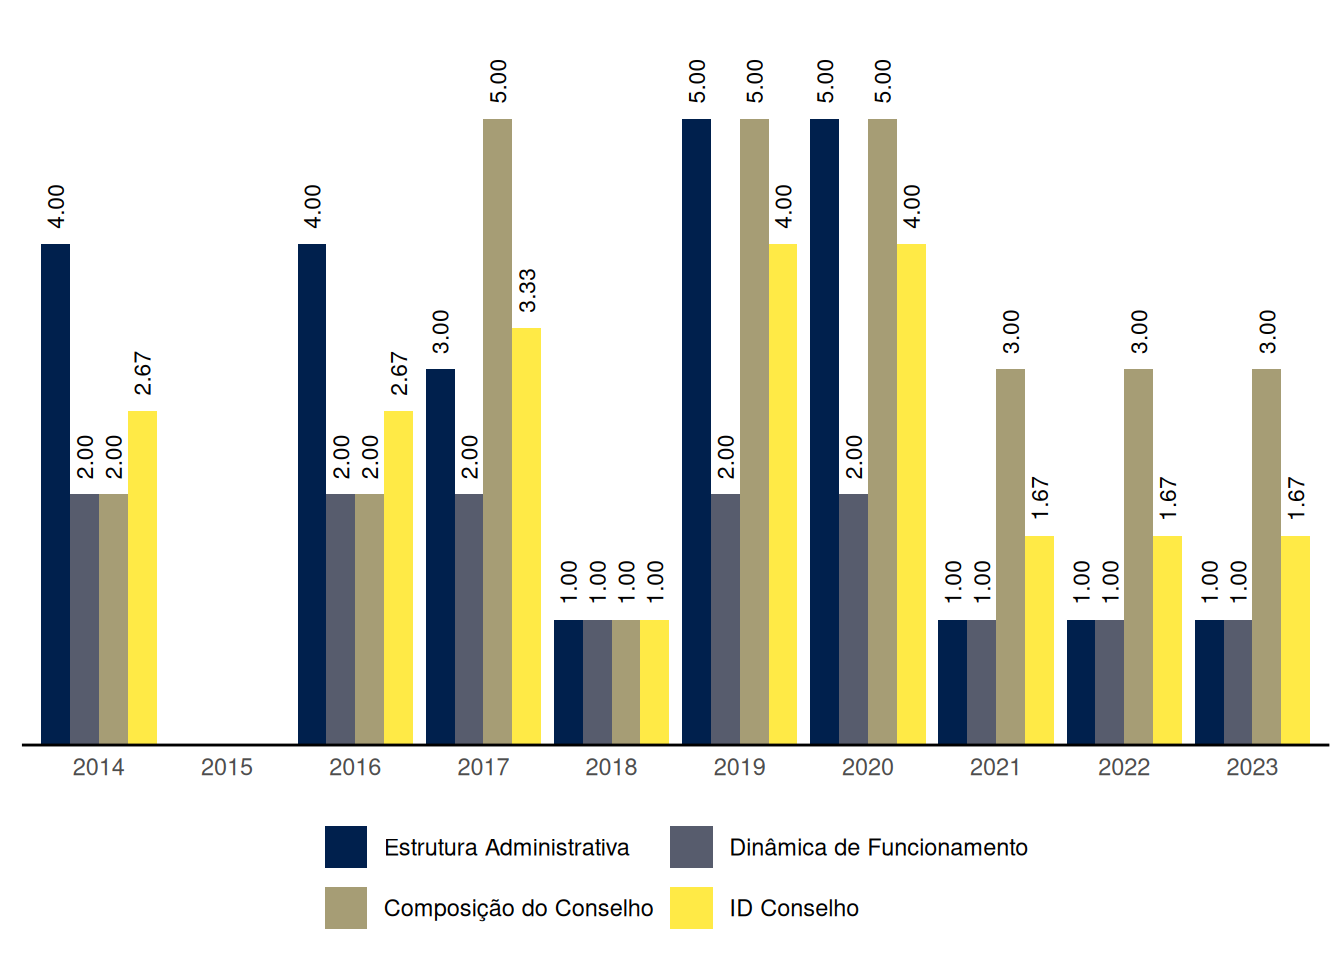 5.00 5.00 5.00 5.00 5.00
4.00 4.00 4.00 4.00
3.33
3.00 3.00 3.00 3.00
2.67 2.67
2.00 2.00 2.00 2.00 2.00 2.00 2.00
1.67 1.67 1.67
1.00 1.00 1.00 1.00 1.00 1.00 1.00 1.00 1.00 1.00
2014 2015 2016 2017 2018 2019 2020 2021 2022 2023
Estrutura Administrativa Dinâmica de Funcionamento
Composição do Conselho ID Conselho